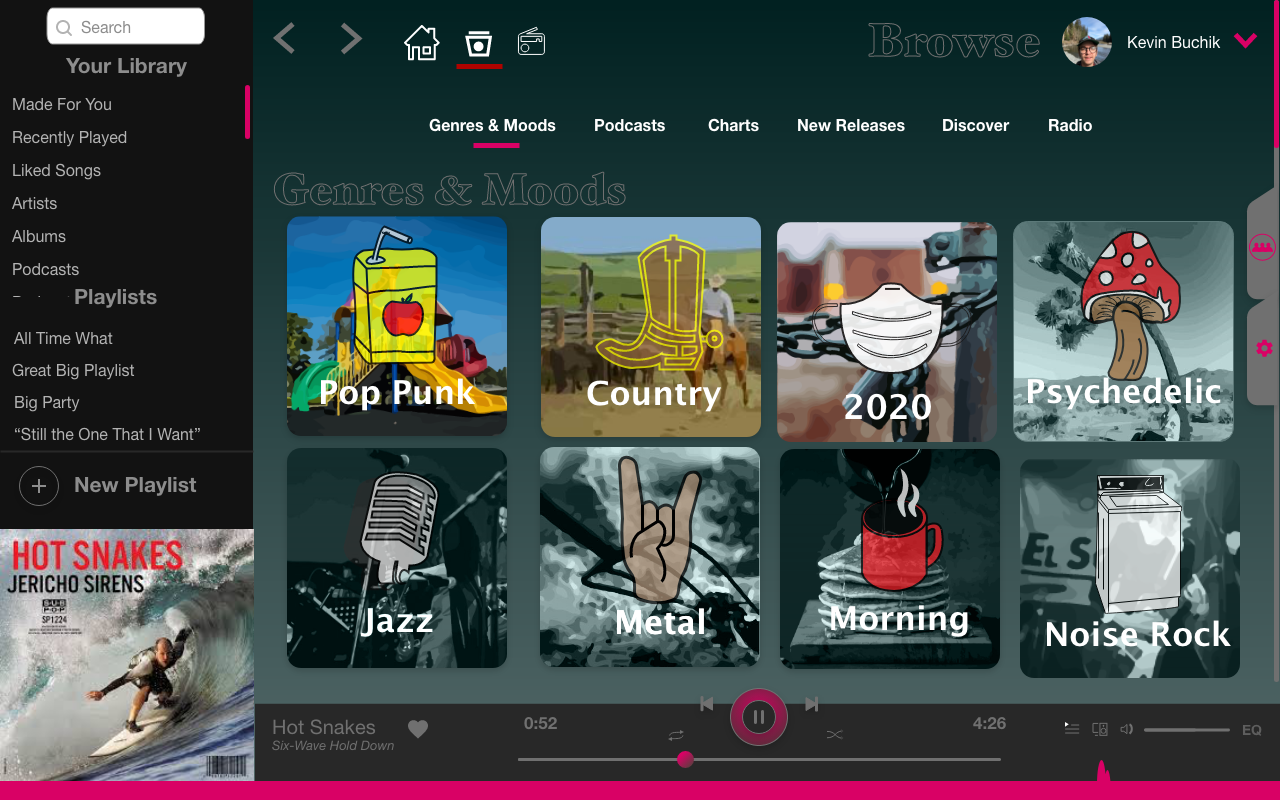 Search
Your Library
Made For You
Recently Played
Liked Songs
Artists
Albums
Podcasts
Playlists
All Time What
Great Big Playlist
Big Party
“Still the One That I Want”
New Playlist
HOT SNAKES
JERICHO SIRENS
SUB
POP
SP1224
Browse
Kevin Buchik
Genres & Moods
Podcasts
Charts
New Releases
Discover
Radio
Genres & Moods
Pop Punk
Country
2020
Psychedelic
Jazz
Metal
Morning
EL S
Noise Rock
Hot Snakes
Six-Wave Hold Down
0:52
4:26
EQ